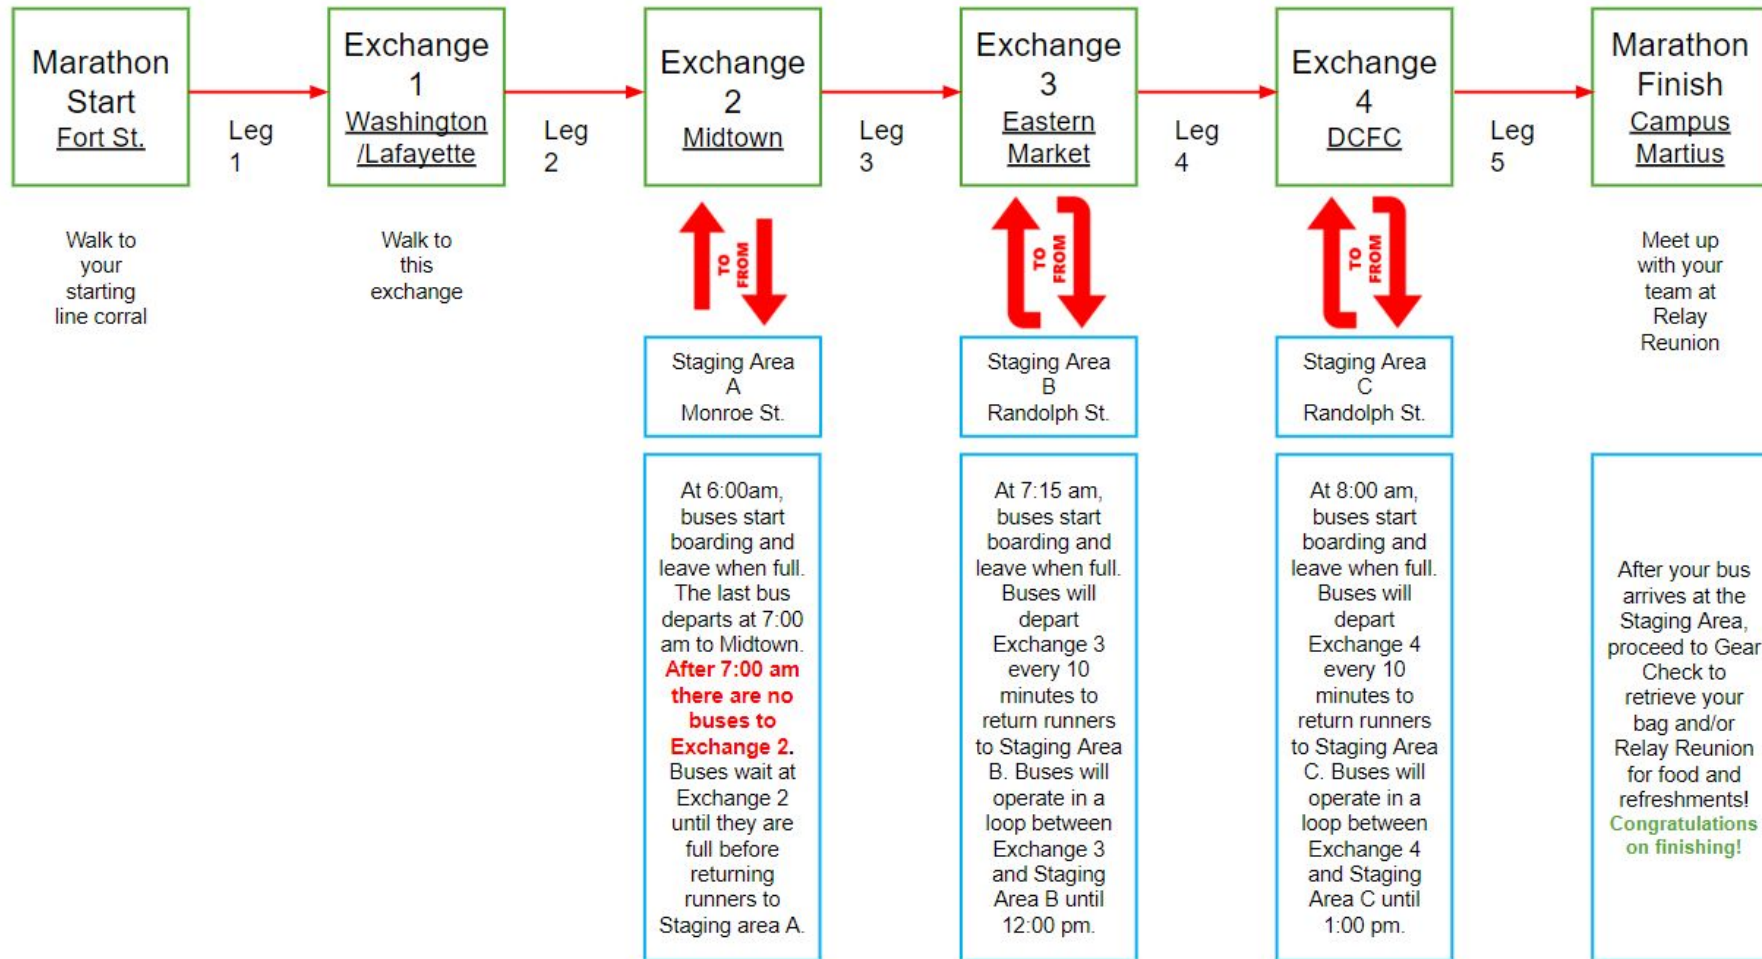 Marathon
Start
Fort St.
Leg
1
Exchange
1
Washington
/Lafayette
Leg
2
Exchange
2
Midtown
Leg
3
Exchange
3
Eastern
Market
Leg
4
Exchange
4
DCFC
Leg
5
Marathon
Finish
Campus
Martius
Walk to
your
starting
line corral
Walk to
this
exchange
TO
FROM
TO
FROM
TO
FROM
Meet up
with your
team at
Relay
Reunion
Staging Area
A
Monroe St.
Staging Area
B
Randolph St.
Staging Area
C
Randolph St.
At 6:00am,
buses start
boarding and
leave when full.
The last bus
departs at 7:00
am to Midtown.
After 7:00 am
there are no
buses to
Exchange 2.
Buses wait at
Exchange 2
until they are
full before
returning
runners to
Staging area A.
At 7:15 am,
buses start
boarding and
leave when full.
Buses will
depart
Exchange 3
every 10
minutes to
return runners
to Staging Area
B. Buses will
operate in a
loop between
Exchange 3
and Staging
Area B until
12:00 pm.
At 8:00 am,
buses start
boarding and
leave when full.
Buses will
depart
Exchange 4
every 10
minutes to
return runners
to Staging Area
C. Buses will
operate in a
loop between
Exchange 4
and Staging
Area C until
1:00 pm.
After your bus
arrives at the
Staging Area,
proceed to Gear
Check to
retrieve your
bag and/or
Relay Reunion
for food and
refreshments!
Congratulations
on finishing!